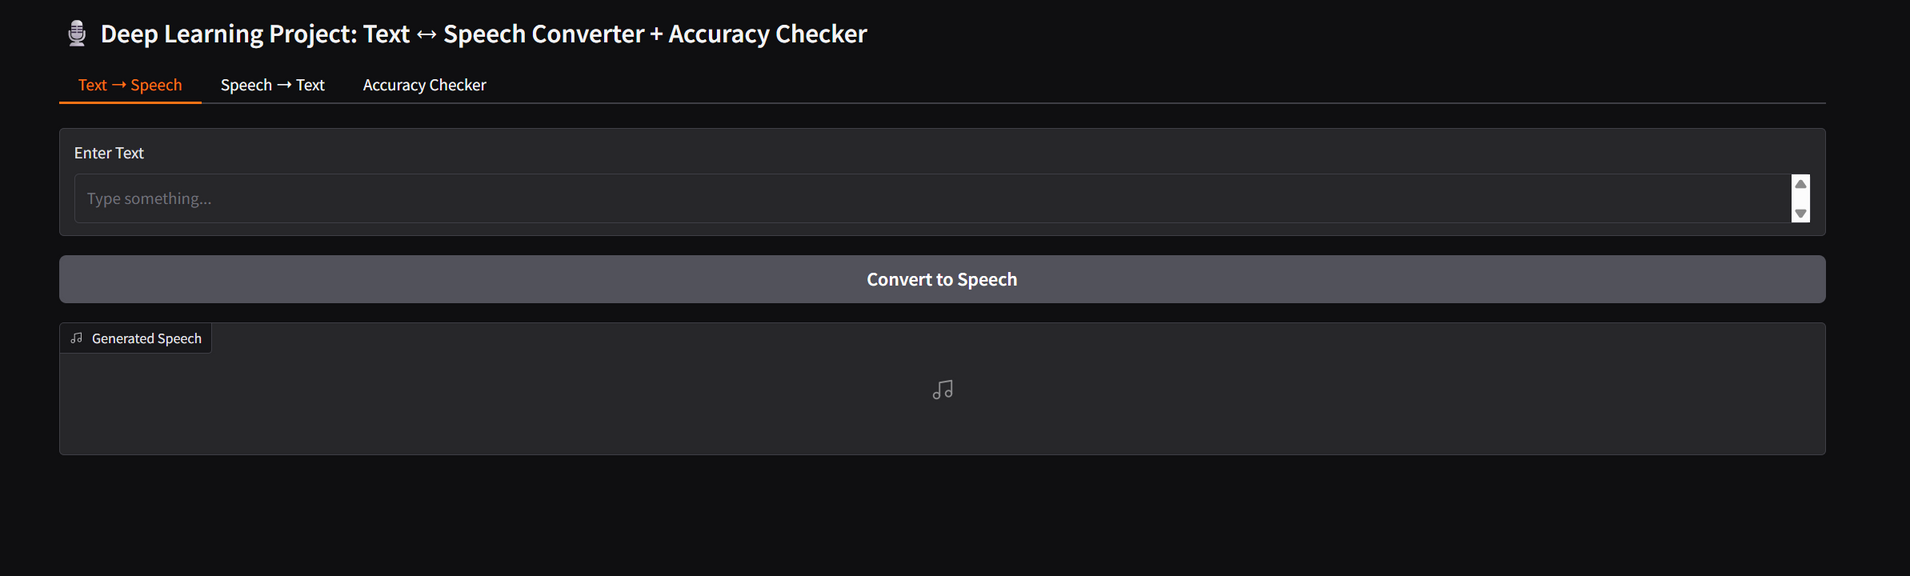 Deep Learning Project: Text ↔ Speech Converter + Accuracy Checker
Text → Speech Speech → Text Accuracy Checker
Enter Text
Type something...
Convert to Speech
Generated Speech